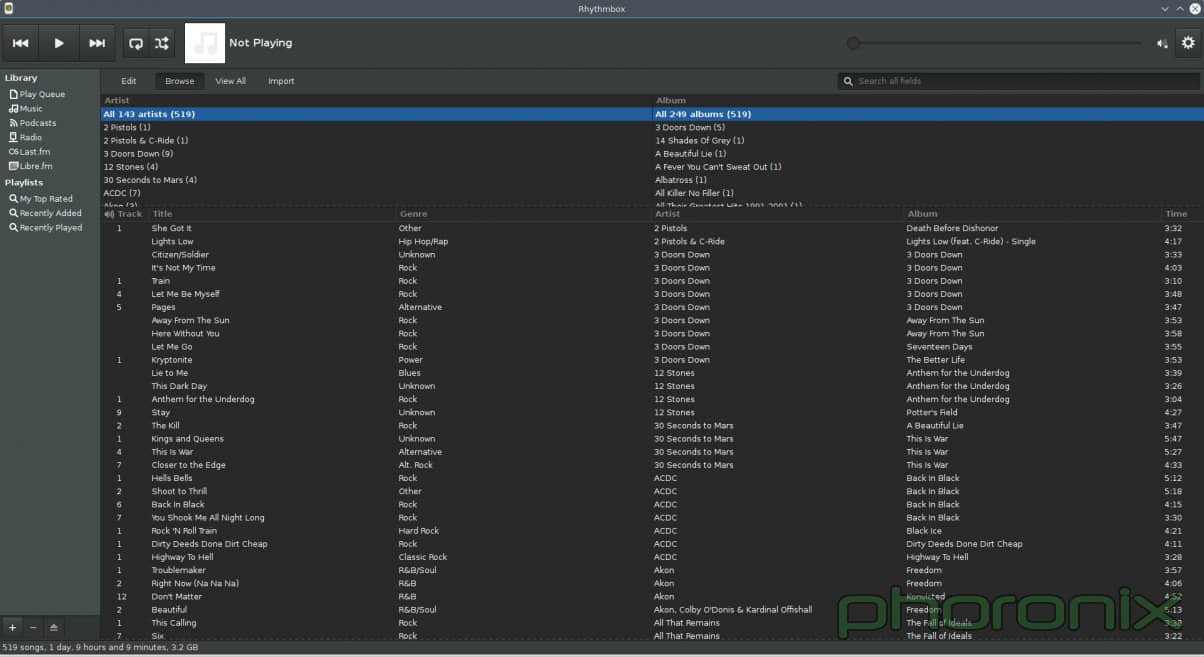 Rhythmbox
Not Playing
Library
Play Queue
Music
Podcasts
Radio
Last.fm
Libre.fm
Playlists
My Top Rated
Recently Added
Recently Played
Edit Browse View All Import Search all fields
Artist Album
All 143 artists (519) All 249 albums (519)
2 Pistols (1) 3 Doors Down (5)
2 Pistols & C-Ride (1) 14 Shades Of Grey (1)
3 Doors Down (9) A Beautiful Lie (1)
12 Stones (4) A Fever You Can't Sweat Out (1)
30 Seconds to Mars (4) Albatross (1)
ACDC (7) All Killer No Filler (1)
Akon (3) All Their Greatest Hits 1991-2001 (1)
Track Title Genre Artist Album Time
1 She Got It Other 2 Pistols Death Before Dishonor 3:32
Lights Low Hip Hop/Rap 2 Pistols & C-Ride Lights Low (feat. C-Ride) - Single 4:17
Citizen/Soldier Unknown 3 Doors Down 3 Doors Down 3:33
It's Not My Time Rock 3 Doors Down 3 Doors Down 4:03
1 Train Rock 3 Doors Down 3 Doors Down 3:10
4 Let Me Be Myself Rock 3 Doors Down 3 Doors Down 3:48
5 Pages Alternative 3 Doors Down 3 Doors Down 3:47
Away From The Sun Rock 3 Doors Down Away From The Sun 3:53
Here Without You Rock 3 Doors Down Away From The Sun 3:58
Let Me Go Rock 3 Doors Down Seventeen Days 3:55
1 Kryptonite Power 3 Doors Down The Better Life 3:53
Lie to Me Blues 12 Stones Anthem for the Underdog 3:39
This Dark Day Unknown 12 Stones Anthem for the Underdog 3:26
1 Anthem for the Underdog Rock 12 Stones Anthem for the Underdog 3:04
9 Stay Unknown 12 Stones Potter's Field 4:27
2 The Kill Rock 30 Seconds to Mars A Beautiful Lie 3:47
1 Kings and Queens Unknown 30 Seconds to Mars This Is War 5:47
4 This Is War Alternative 30 Seconds to Mars This Is War 5:27
7 Closer to the Edge Alt. Rock 30 Seconds to Mars This Is War 4:33
1 Hells Bells Rock ACDC Back In Black 5:12
2 Shoot to Thrill Other ACDC Back In Black 5:18
6 Back In Black Rock ACDC Back In Black 4:15
7 You Shook Me All Night Long Rock ACDC Back In Black 3:30
1 Rock 'N Roll Train Hard Rock ACDC Black Ice 4:21
1 Dirty Deeds Done Dirt Cheap Rock ACDC Dirty Deeds Done Dirt Cheap 4:11
1 Highway To Hell Classic Rock ACDC Highway To Hell 3:28
1 Troublemaker R&B/Soul Akon Freedom 3:57
2 Right Now (Na Na Na) R&B Akon Freedom 4:06
12 Don't Matter R&B Akon Konvicted 4:52
2 Beautiful R&B/Soul Akon, Colby O'Donis & Kardinal Offishall Freedom 5:13
1 This Calling Rock All That Remains The Fall of Ideals 3:38
7 Six Rock All That Remains The Fall of Ideals 3:22
phoronix
519 songs, 1 day, 9 hours and 9 minutes, 3.2 GB